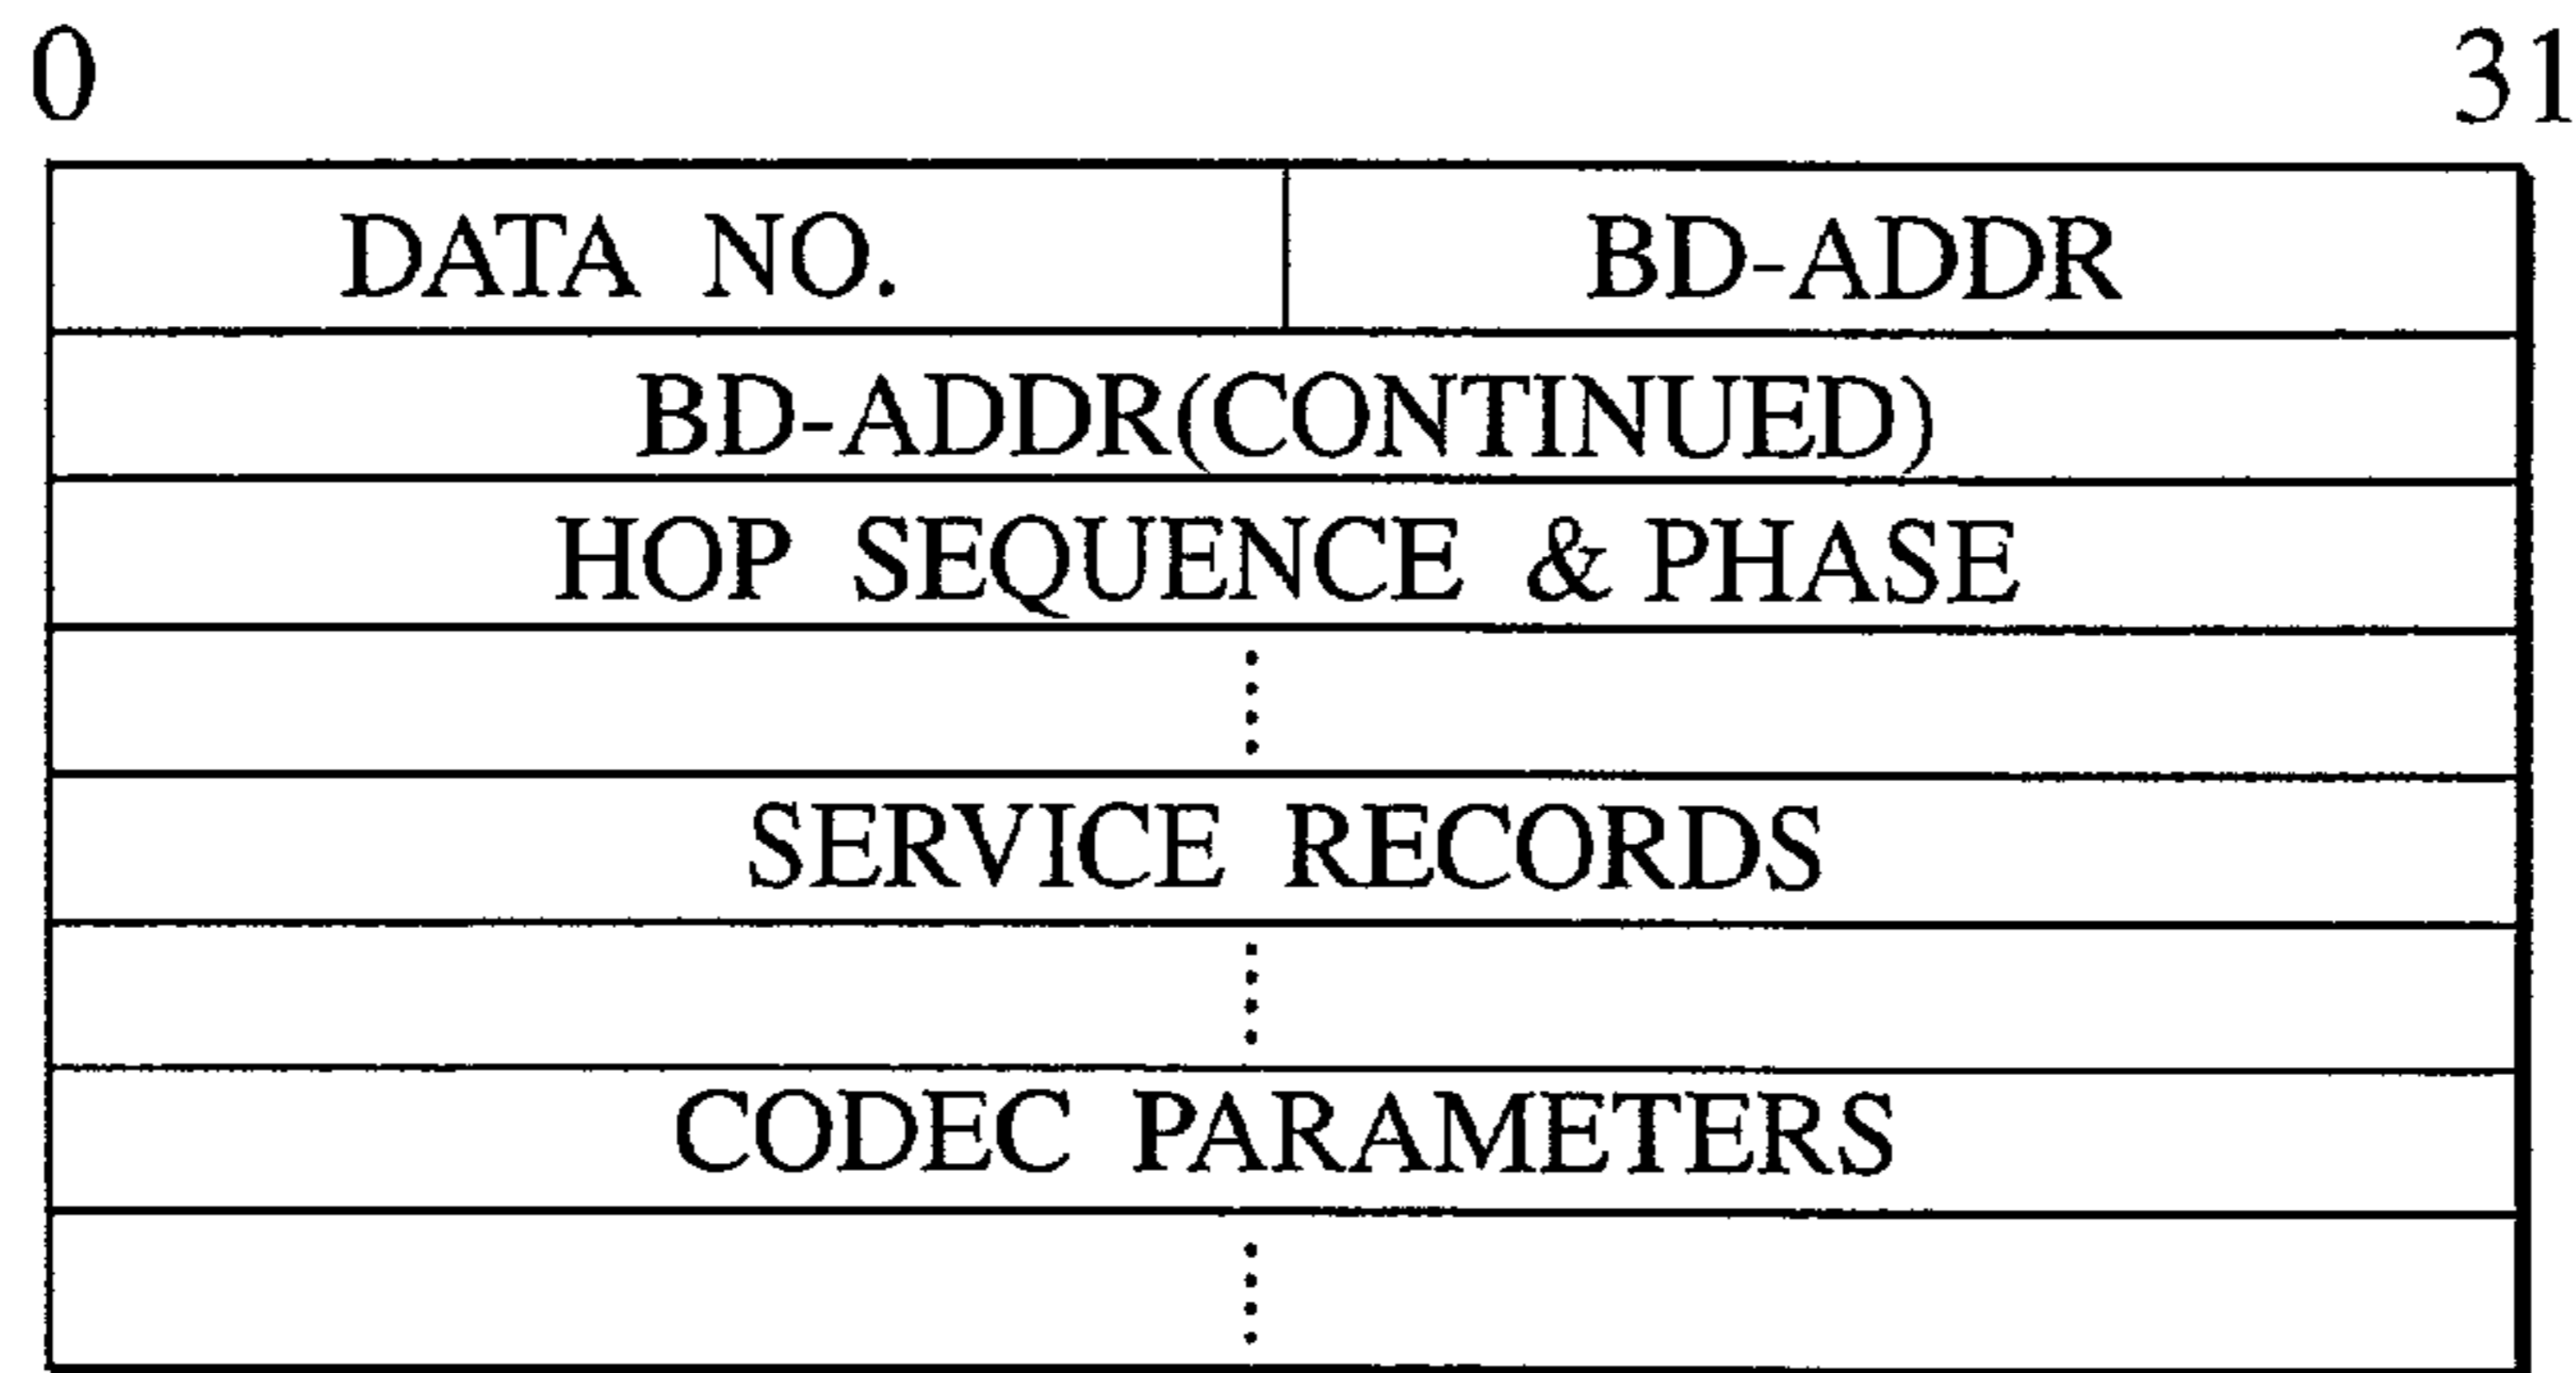 0 31
DATA NO. BD-ADDR
BD-ADDR(CONTINUED)
HOP SEQUENCE & PHASE
SERVICE RECORDS
CODEC PARAMETERS